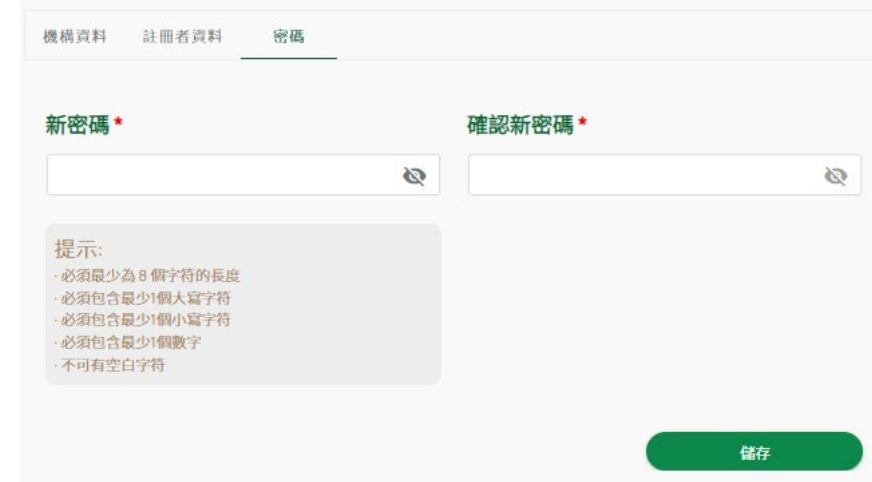 機構資料 註冊者資料 密碼
新密碼 * 確認新密碼 *
提示:
· 必須最少為 8 個字符的長度
· 必須包含最少1個大寫字符
· 必須包含最少1個小寫字符
· 必須包含最少1個數字
· 不可有空白字符
儲存